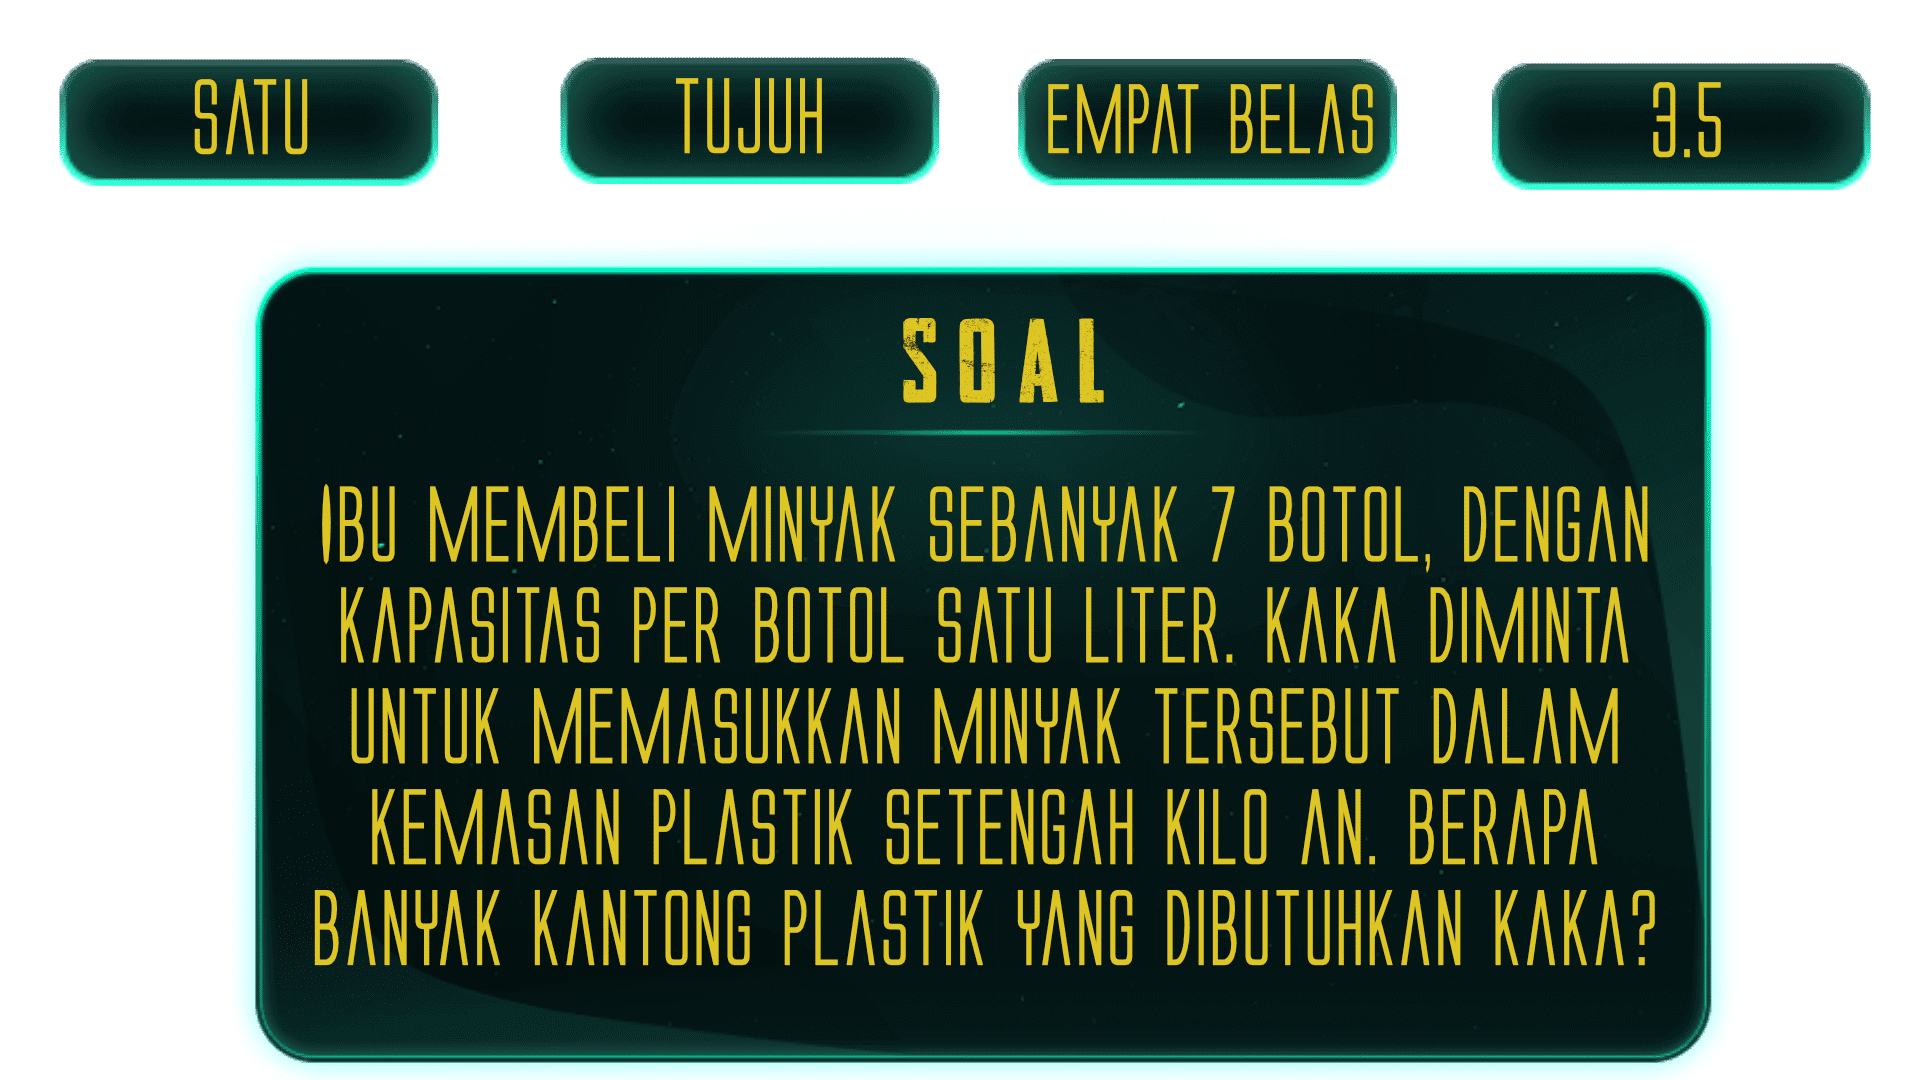 SATU
TUJUH
EMPAT BELAS
3.5
SOAL
IBU MEMBELI MINYAK SEBANYAK 7 BOTOL, DENGAN
KAPASITAS PER BOTOL SATU LITER. KAKA DIMINTA
UNTUK MEMASUKKAN MINYAK TERSEBUT DALAM
KEMASAN PLASTIK SETENGAH KILO AN. BERAPA
BANYAK KANTONG PLASTIK YANG DIBUTUHKAN KAKA?